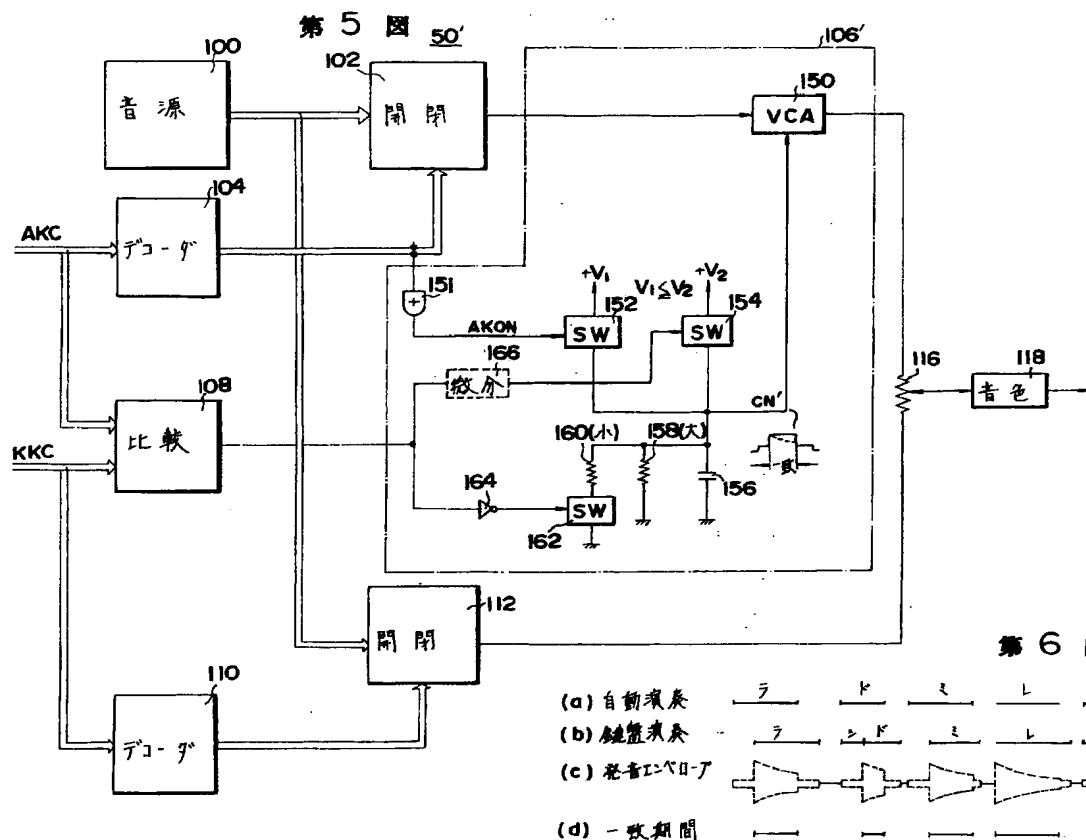 第 5 図 50'
106'
100
音源
102
開閉
150
VCA
104
デコーダ
AKC
151
AKON
+V₁
V₁≦V₂
+V₂
152
SW
154
SW
166
微分
116
118
音色
CN'
108
比較
KKC
160(小)
158(大)
156
一致
164
SW
162
112
開閉
110
デコーダ
第 6
(a) 自動演奏 ラ ド ミ レ
(b) 鍵盤演奏 ラ シ ド ミ レ
(c) 発音エンベロープ
(d) 一致期間